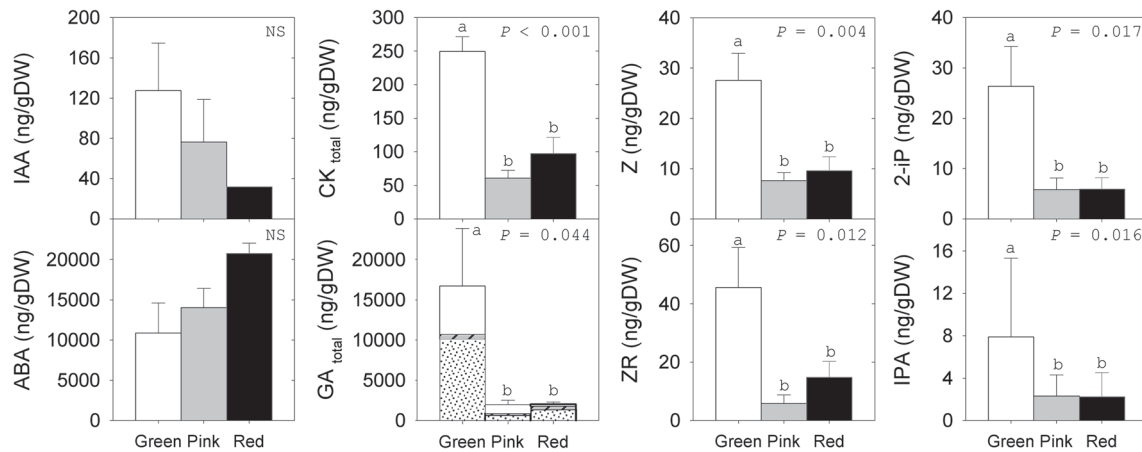 200
160
120
80
40
0
IAA (ng/gDW)
NS
300
250
200
150
100
50
0
CK total (ng/gDW)
P < 0.001
a
b
b
40
30
20
10
0
Z (ng/gDW)
P = 0.004
a
b
b
40
30
20
10
0
2-iP (ng/gDW)
P = 0.017
a
b
b
20000
15000
10000
5000
0
ABA (ng/gDW)
NS
Green Pink Red
20000
15000
10000
5000
0
GA total (ng/gDW)
P = 0.044
a
b
b
Green Pink Red
60
40
20
0
ZR (ng/gDW)
P = 0.012
a
b
b
Green Pink Red
16
12
8
4
0
IPA (ng/gDW)
P = 0.016
a
b
b
Green Pink Red